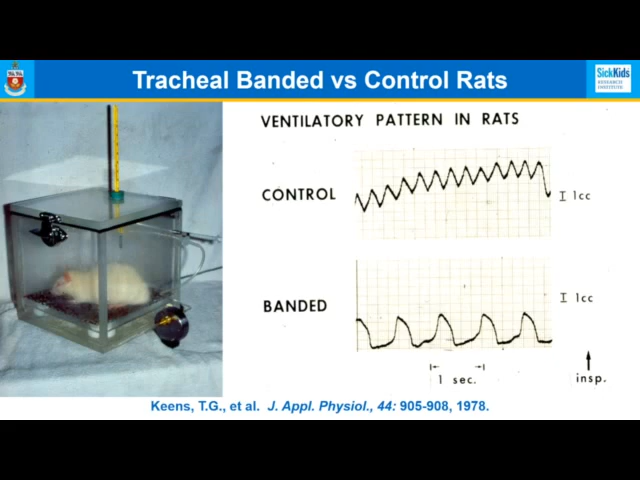 Tracheal Banded vs Control Rats
SickKids
RESEARCH
INSTITUTE
VENTILATORY PATTERN IN RATS
CONTROL
1cc
BANDED
1cc
1 sec.
insp.
Keens, T.G., et al. J. Appl. Physiol., 44: 905-908, 1978.